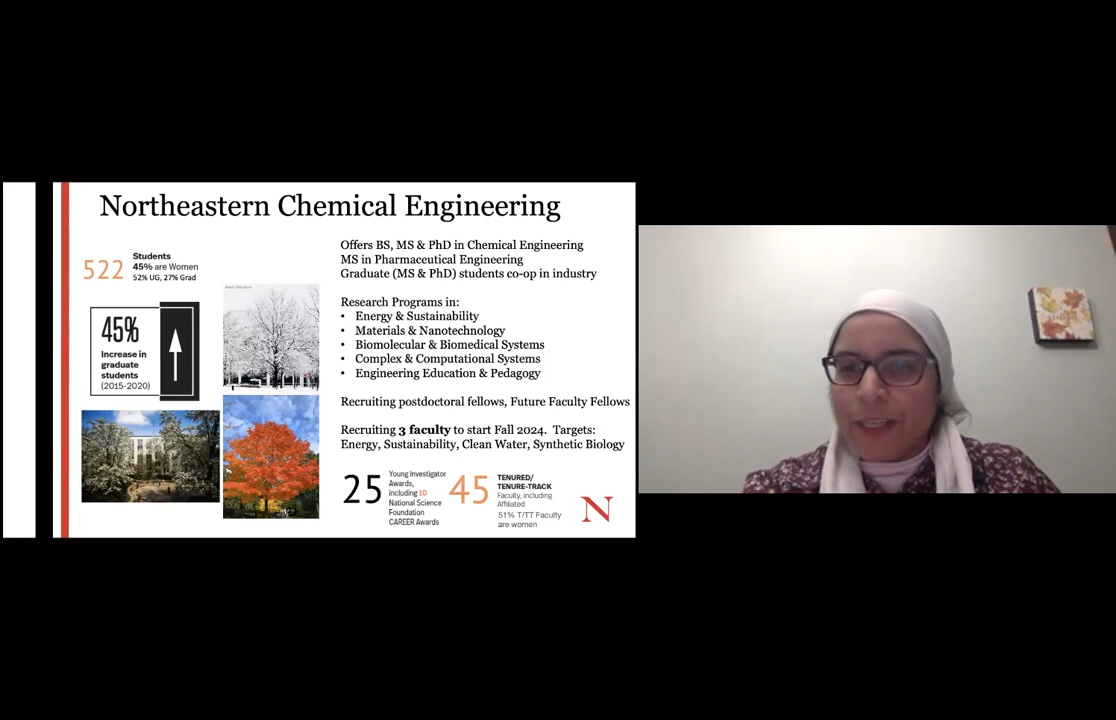 Northeastern Chemical Engineering
522
Students
45% are Women
52% UG, 27% Grad
45%
Increase in
graduate
students
(2015-2020)
Offers BS, MS & PhD in Chemical Engineering
MS in Pharmaceutical Engineering
Graduate (MS & PhD) students co-op in industry
Research Programs in:
• Energy & Sustainability
• Materials & Nanotechnology
• Biomolecular & Biomedical Systems
• Complex & Computational Systems
• Engineering Education & Pedagogy
Recruiting postdoctoral fellows, Future Faculty Fellows
Recruiting 3 faculty to start Fall 2024. Targets:
Energy, Sustainability, Clean Water, Synthetic Biology
25
Young Investigator
Awards,
including 10
National Science
Foundation
CAREER Awards
45
TENURED/
TENURE-TRACK
Faculty, including
Affiliated
51% T/TT Faculty
are women
N